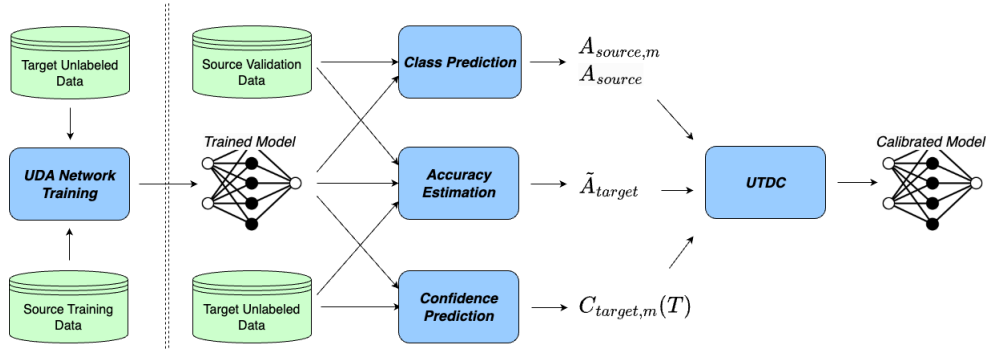 Target Unlabeled
Data
UDA Network
Training
Source Training
Data
Source Validation
Data
Trained Model
Target Unlabeled
Data
Class Prediction
Accuracy
Estimation
Confidence
Prediction
A_{source,m}
A_{source}
Ã_{target}
C_{target,m}(T)
UTDC
Calibrated Model